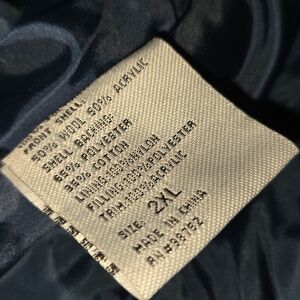 FRONT SHELL:
50% WOOL 50% ACRYLIC
SHELL BACKING:
65% POLYESTER
35% COTTON
LINING:100%NYLON
FILLING:100%POLYESTER
TRIM:100%ACRYLIC
SIZE: 2XL
MADE IN CHINA